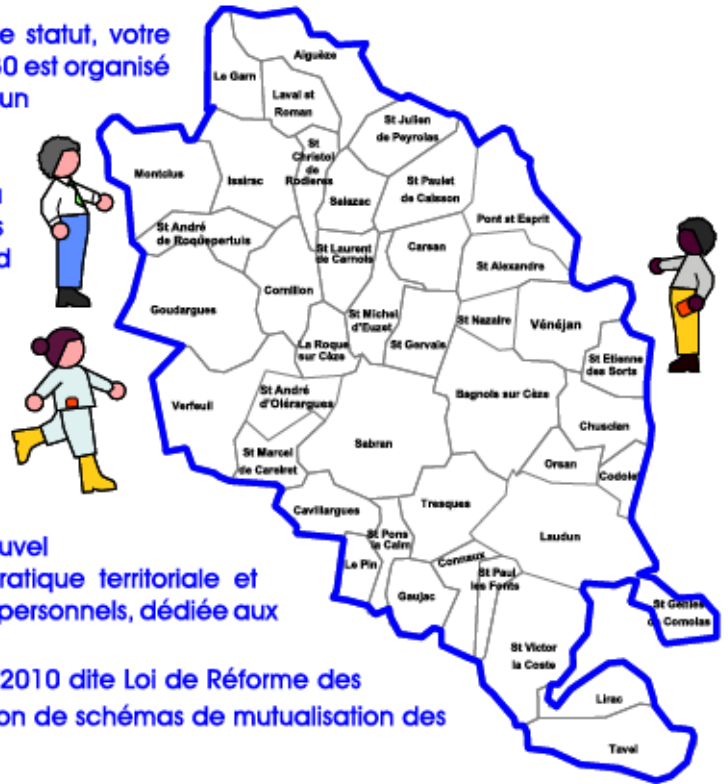 e statut, votre
60 est organisé
un
s
d
Aiguèze
Le Garn
Laval st
Roman
St Julien
de Peyrolas
St
Christol
de
Rodieres
Montclus
Issirac
Salazac
St Paulet
de Caisson
Pont st Esprit
St André
de Roquepertuis
St Laurent
de Carnols
Carsan
St Alexandre
Cornillon
Goudargues
St Michel
d'Euzet
St Nazaire
Vénéjan
La Roque
sur Cèze
St Gervais
St Etienne
des Sorts
St André
d'Olérargues
Bagnols sur Cèze
Verfeuil
Chusclan
Sabran
St Marcel
de Careiret
Orsan
Codolet
Cavillargues
Tresques
Laudun
St Pons
la Calm
Le Pin
Connaux
St Paul
les Fonts
Gaujac
St Génies
de Comolas
St Victor
la Coste
Lirac
Tavel
uvel
ratique territoriale et
personnels, dédiée aux
2010 dite Loi de Réforme des
on de schémas de mutualisation des